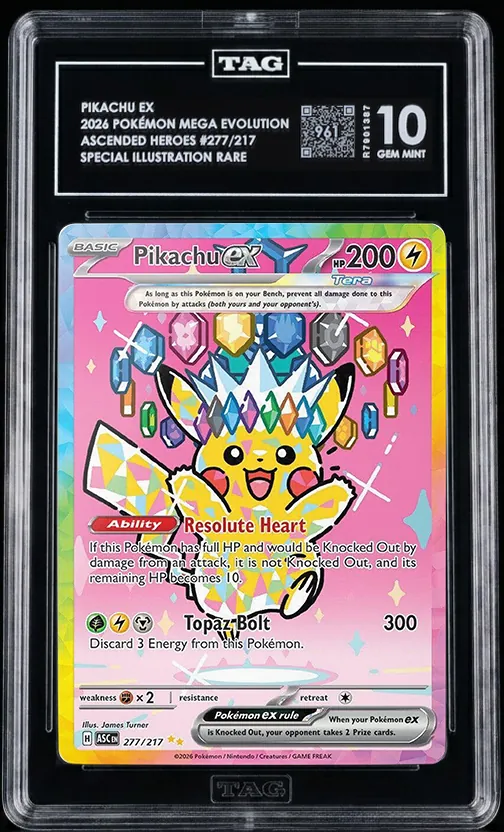 TAG
PIKACHU EX
2026 POKÉMON MEGA EVOLUTION
ASCENDED HEROES #277/217
SPECIAL ILLUSTRATION RARE
961
R7901387
10
GEM MINT
BASIC
Pikachu ex
HP 200
Tera
As long as this Pokémon is on your Bench, prevent all damage done to this
Pokémon by attacks (both yours and your opponent's).
Ability Resolute Heart
If this Pokémon has full HP and would be Knocked Out by
damage from an attack, it is not Knocked Out, and its
remaining HP becomes 10.
Topaz Bolt 300
Discard 3 Energy from this Pokémon.
weakness ×2 resistance retreat
Illus. James Turner
Pokémon ex rule
When your Pokémon ex
is Knocked Out, your opponent takes 2 Prize cards.
H ASC EN 277/217
©2026 Pokémon / Nintendo / Creatures / GAME FREAK
TAG